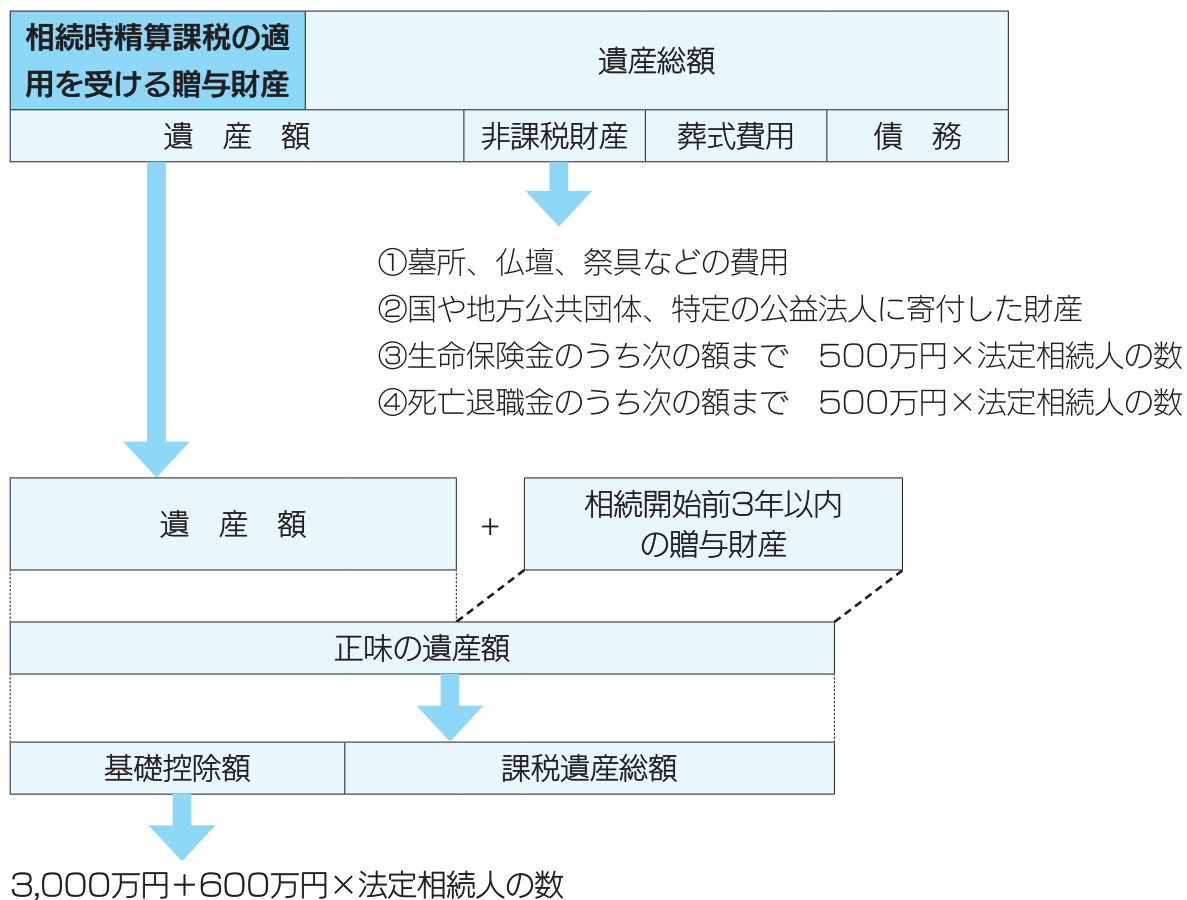 相続時精算課税の適
用を受ける贈与財産
遺産総額
遺　産　額
非課税財産
葬式費用
債　務
①墓所、仏壇、祭具などの費用
②国や地方公共団体、特定の公益法人に寄付した財産
③生命保険金のうち次の額まで　500万円×法定相続人の数
④死亡退職金のうち次の額まで　500万円×法定相続人の数
遺　産　額
+
相続開始前3年以内
の贈与財産
正味の遺産額
基礎控除額
課税遺産総額
3,000万円+600万円×法定相続人の数